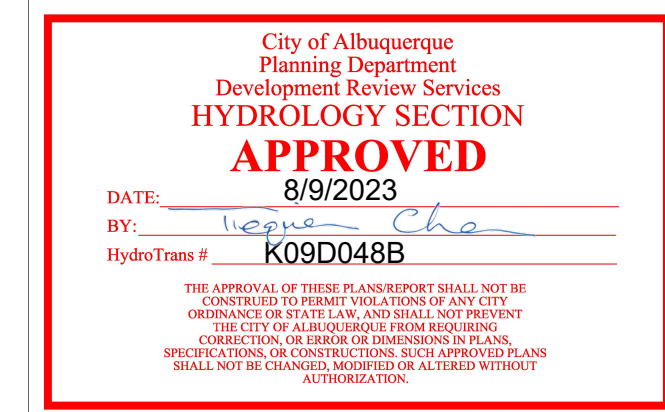 City of Albuquerque
Planning Department
Development Review Services
HYDROLOGY SECTION
APPROVED
DATE: 8/9/2023
BY:
HydroTrans # K09D048B
THE APPROVAL OF THESE PLANS/REPORT SHALL NOT BE
CONSTRUED TO PERMIT VIOLATIONS OF ANY CITY
ORDINANCE OR STATE LAW, AND SHALL NOT PREVENT
THE CITY OF ALBUQUERQUE FROM REQUIRING
CORRECTION, OR ERROR OR DIMENSIONS IN PLANS,
SPECIFICATIONS, OR CONSTRUCTIONS. SUCH APPROVED PLANS
SHALL NOT BE CHANGED, MODIFIED OR ALTERED WITHOUT
AUTHORIZATION.